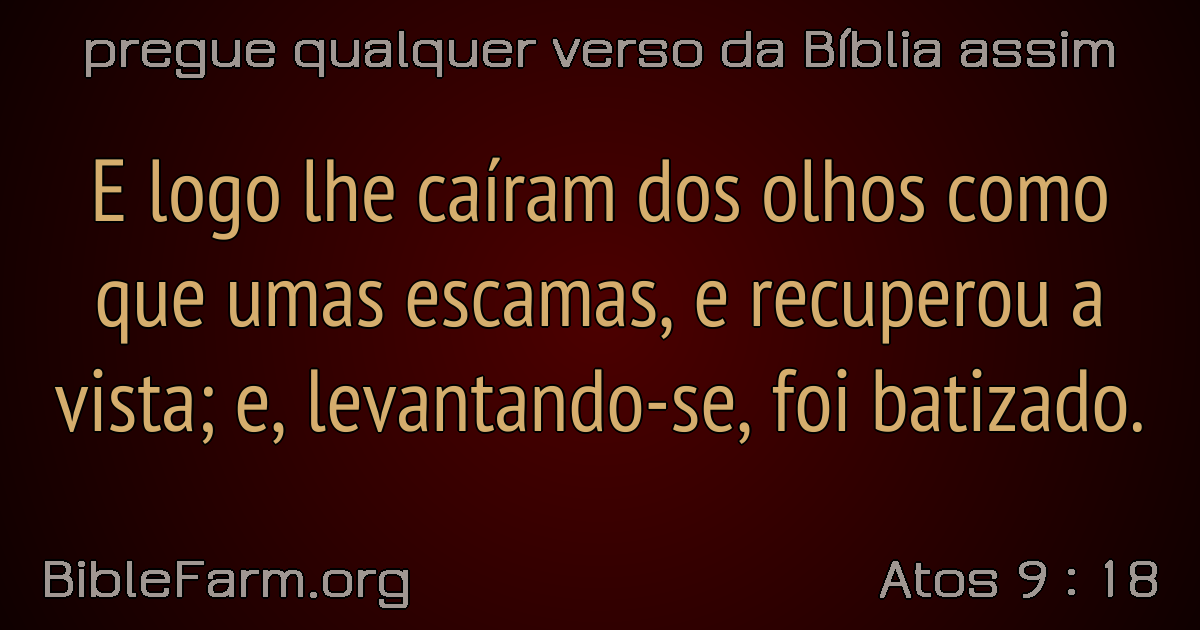 pregue qualquer verso da Bíblia assim
E logo lhe caíram dos olhos como
que umas escamas, e recuperou a
vista; e, levantando-se, foi batizado.
BibleFarm.org
Atos 9 : 18